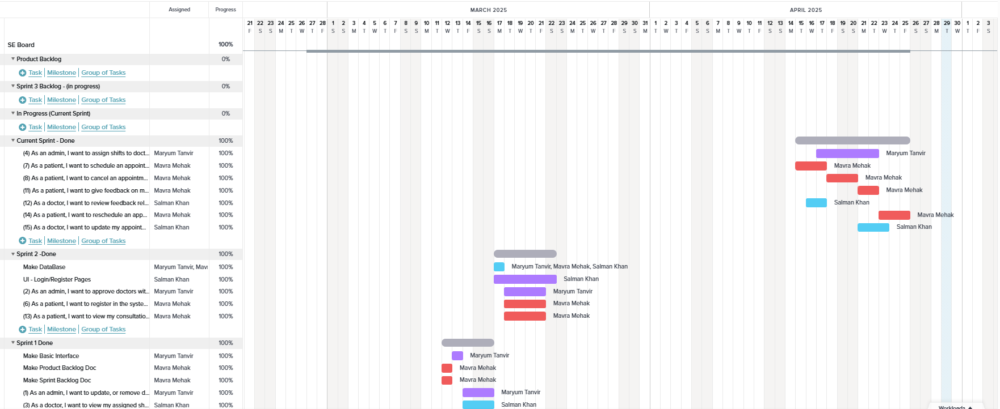 Assigned Progress MARCH 2025 APRIL 2025
21 22 23 24 25 26 27 28 1 2 3 4 5 6 7 8 9 10 11 12 13 14 15 16 17 18 19 20 21 22 23 24 25 26 27 28 29 30 31 1 2 3 4 5 6 7 8 9 10 11 12 13 14 15 16 17 18 19 20 21 22 23 24 25 26 27 28 29 30 1 2 3
F S S M T W T F S S M T W T F S S M T W T F S S M T W T F S S M T W T F S S M T W T F S S M T W T F S S M T W T F S S M T W T F S S M T W T F S
SE Board 100%
Product Backlog 0%
Task Milestone Group of Tasks
Sprint 3 Backlog - (in progress) 0%
Task Milestone Group of Tasks
In Progress (Current Sprint) 0%
Task Milestone Group of Tasks
Current Sprint - Done 100%
(4) As an admin, I want to assign shifts to doct... Maryum Tanvir 100% Maryum Tanvir
(7) As a patient, I want to schedule an appoint... Mavra Mehak 100% Mavra Mehak
(8) As a patient, I want to cancel an appointm... Mavra Mehak 100% Mavra Mehak
(11) As a patient, I want to give feedback on m... Mavra Mehak 100% Mavra Mehak
(12) As a doctor, I want to review feedback rel... Salman Khan 100% Salman Khan
(14) As a patient, I want to reschedule an app... Mavra Mehak 100% Mavra Mehak
(15) As a doctor, I want to update my appoint... Salman Khan 100% Salman Khan
Task Milestone Group of Tasks
Sprint 2 -Done 100%
Make DataBase Maryum Tanvir, Mavr 100% Maryum Tanvir, Mavra Mehak, Salman Khan
UI - Login/Register Pages Salman Khan 100% Salman Khan
(2) As an admin, I want to approve doctors wit... Maryum Tanvir 100% Maryum Tanvir
(6) As a patient, I want to register in the syste... Mavra Mehak 100% Mavra Mehak
(13) As a patient, I want to view my consultatio... Mavra Mehak 100% Mavra Mehak
Task Milestone Group of Tasks
Sprint 1 Done 100%
Make Basic Interface Maryum Tanvir 100% Maryum Tanvir
Make Product Backlog Doc Mavra Mehak 100% Mavra Mehak
Make Sprint Backlog Doc Mavra Mehak 100% Mavra Mehak
(1) As an admin, I want to update, or remove d... Maryum Tanvir 100% Maryum Tanvir
(3) As a doctor, I want to view my assigned sh... Salman Khan 100% Salman Khan
Workloads